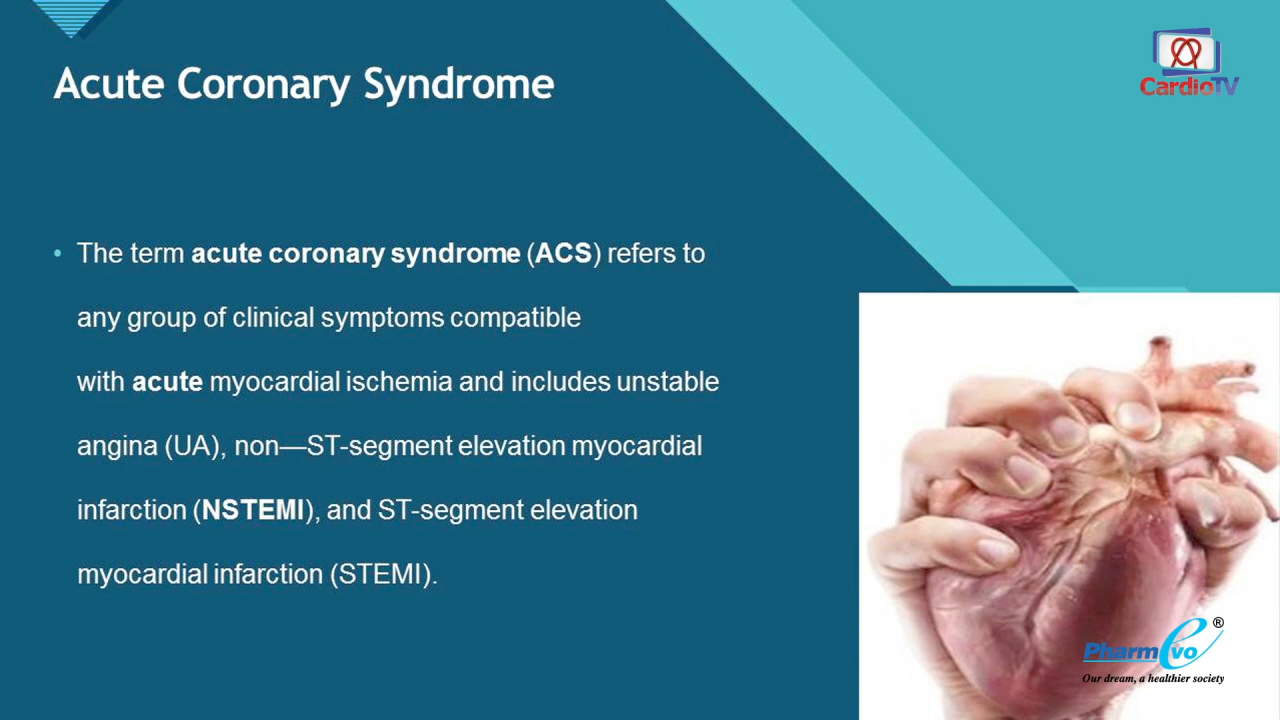 Acute Coronary Syndrome
CardioTV
• The term acute coronary syndrome (ACS) refers to
any group of clinical symptoms compatible
with acute myocardial ischemia and includes unstable
angina (UA), non—ST-segment elevation myocardial
infarction (NSTEMI), and ST-segment elevation
myocardial infarction (STEMI).
PharmEvo®
Our dream, a healthier society